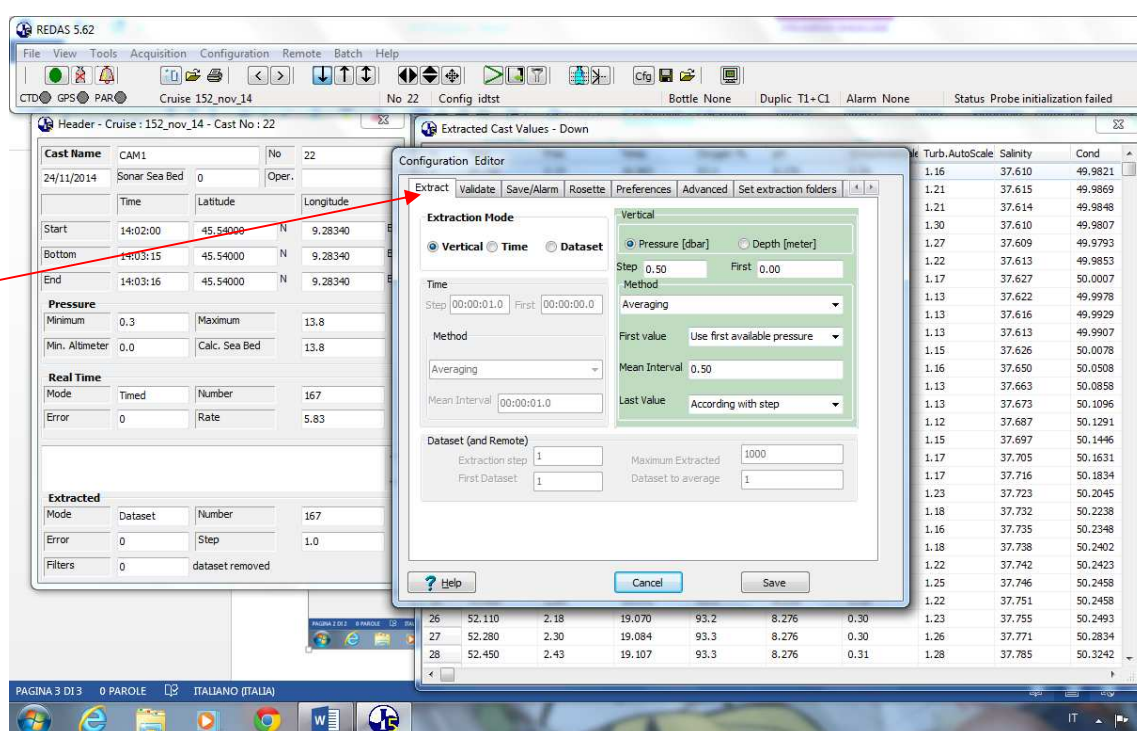 REDAS 5.62
File View Tools Acquisition Configuration Remote Batch Help
Cfg
CTD GPS PAR Cruise 152_nov_14 No 22 Config idtst Bottle None Duplic T1+C1 Alarm None Status Probe initialization failed
Header - Cruise : 152_nov_14 - Cast No : 22
Cast Name CAM1 No 22
24/11/2014 Sonar Sea Bed 0 Oper.
Time Latitude Longitude
Start 14:02:00 45.54000 N 9.28340 E
Bottom 14:03:15 45.54000 N 9.28340 E
End 14:03:16 45.54000 N 9.28340 E
Pressure
Minimum 0.3 Maximum 13.8
Min. Altimeter 0.0 Calc. Sea Bed 13.8
Real Time
Mode Timed Number 167
Error 0 Rate 5.83
Extracted
Mode Dataset Number 167
Error 0 Step 1.0
Filters 0 dataset removed
Extracted Cast Values - Down
Turb.AutoScale Salinity Cond
1.16 37.610 49.9821
1.21 37.615 49.9869
1.21 37.614 49.9848
1.30 37.610 49.9807
1.27 37.609 49.9793
1.22 37.613 49.9853
1.17 37.627 50.0007
1.13 37.622 49.9978
1.13 37.616 49.9929
1.13 37.613 49.9907
1.15 37.626 50.0078
1.16 37.650 50.0508
1.13 37.663 50.0858
1.13 37.673 50.1096
1.12 37.687 50.1291
1.15 37.697 50.1446
1.17 37.705 50.1631
1.17 37.716 50.1834
1.23 37.723 50.2045
1.18 37.732 50.2238
1.16 37.735 50.2348
1.18 37.738 50.2402
1.22 37.742 50.2423
1.25 37.746 50.2458
1.22 37.751 50.2458
26 52.110 2.18 19.070 93.2 8.276 0.30 1.23 37.755 50.2493
27 52.280 2.30 19.084 93.3 8.276 0.30 1.26 37.771 50.2834
28 52.450 2.43 19.107 93.3 8.276 0.31 1.28 37.785 50.3242
Configuration Editor
Extract Validate Save/Alarm Rosette Preferences Advanced Set extraction folders
Extraction Mode
Vertical Time Dataset
Time
Step 00:00:01.0 First 00:00:00.0
Method
Averaging
Mean Interval 00:00:01.0
Vertical
Pressure [dbar] Depth [meter]
Step 0.50 First 0.00
Method
Averaging
First value Use first available pressure
Mean Interval 0.50
Last Value According with step
Dataset (and Remote)
Extraction step 1 Maximum Extracted 1000
First Dataset 1 Dataset to average 1
Help Cancel Save
PAGINA 2 DI 2 0 PAROLE
PAGINA 3 DI 3 0 PAROLE ITALIANO (ITALIA)
IT